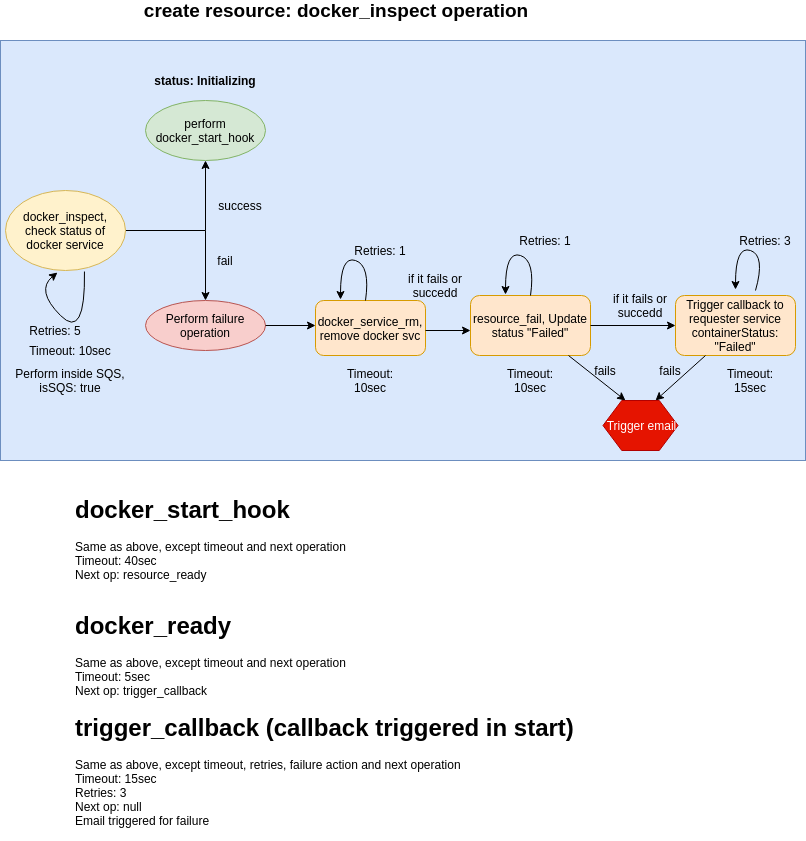 create resource: docker_inspect operation
status: Initializing
perform
docker_start_hook
docker_inspect,
check status of
docker service
success
fail
Retries: 5
Timeout: 10sec
Perform inside SQS,
isSQS: true
Perform failure
operation
Retries: 1
docker_service_rm,
remove docker svc
Timeout:
10sec
if it fails or
succedd
Retries: 1
resource_fail, Update
status "Failed"
Timeout:
10sec
if it fails or
succedd
Retries: 3
Trigger callback to
requester service
containerStatus:
"Failed"
Timeout:
15sec
fails
fails
Trigger email
docker_start_hook
Same as above, except timeout and next operation
Timeout: 40sec
Next op: resource_ready
docker_ready
Same as above, except timeout and next operation
Timeout: 5sec
Next op: trigger_callback
trigger_callback (callback triggered in start)
Same as above, except timeout, retries, failure action and next operation
Timeout: 15sec
Retries: 3
Next op: null
Email triggered for failure